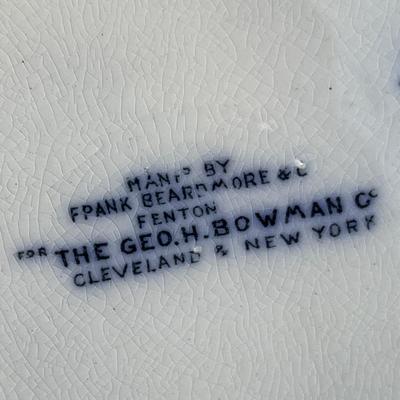 MANFD BY
FRANK BEARDMORE & C
FENTON
FOR THE GEO. H. BOWMAN CO
CLEVELAND & NEW YORK